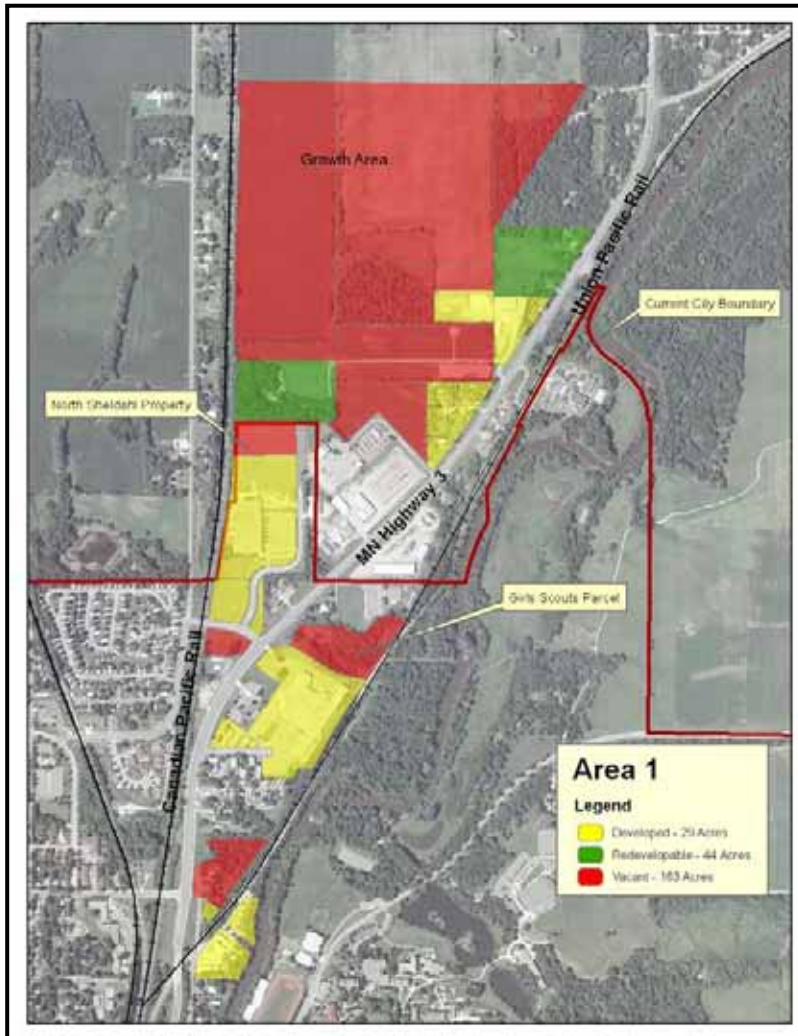 Growth Area
Union Pacific Rail
Current City Boundary
North Sheldahl Property
MN Highway 3
Girls Scouts Parcel
Canadian Pacific Rail
Area 1
Legend
Developed - 29 Acres
Redevelopable - 44 Acres
Vacant - 163 Acres